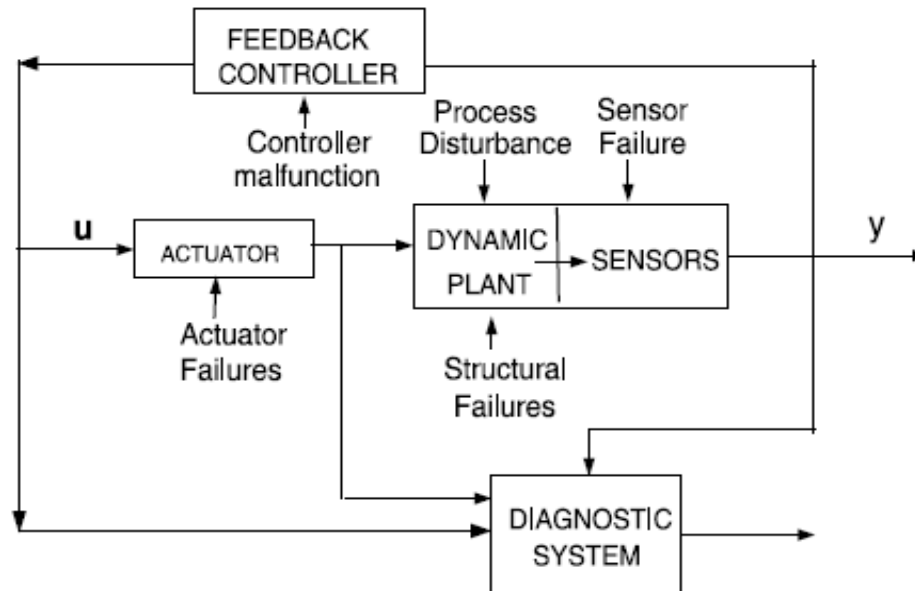 FEEDBACK
CONTROLLER
Controller
malfunction
Process
Disturbance
Sensor
Failure
u
ACTUATOR
Actuator
Failures
DYNAMIC
PLANT
SENSORS
y
Structural
Failures
DIAGNOSTIC
SYSTEM